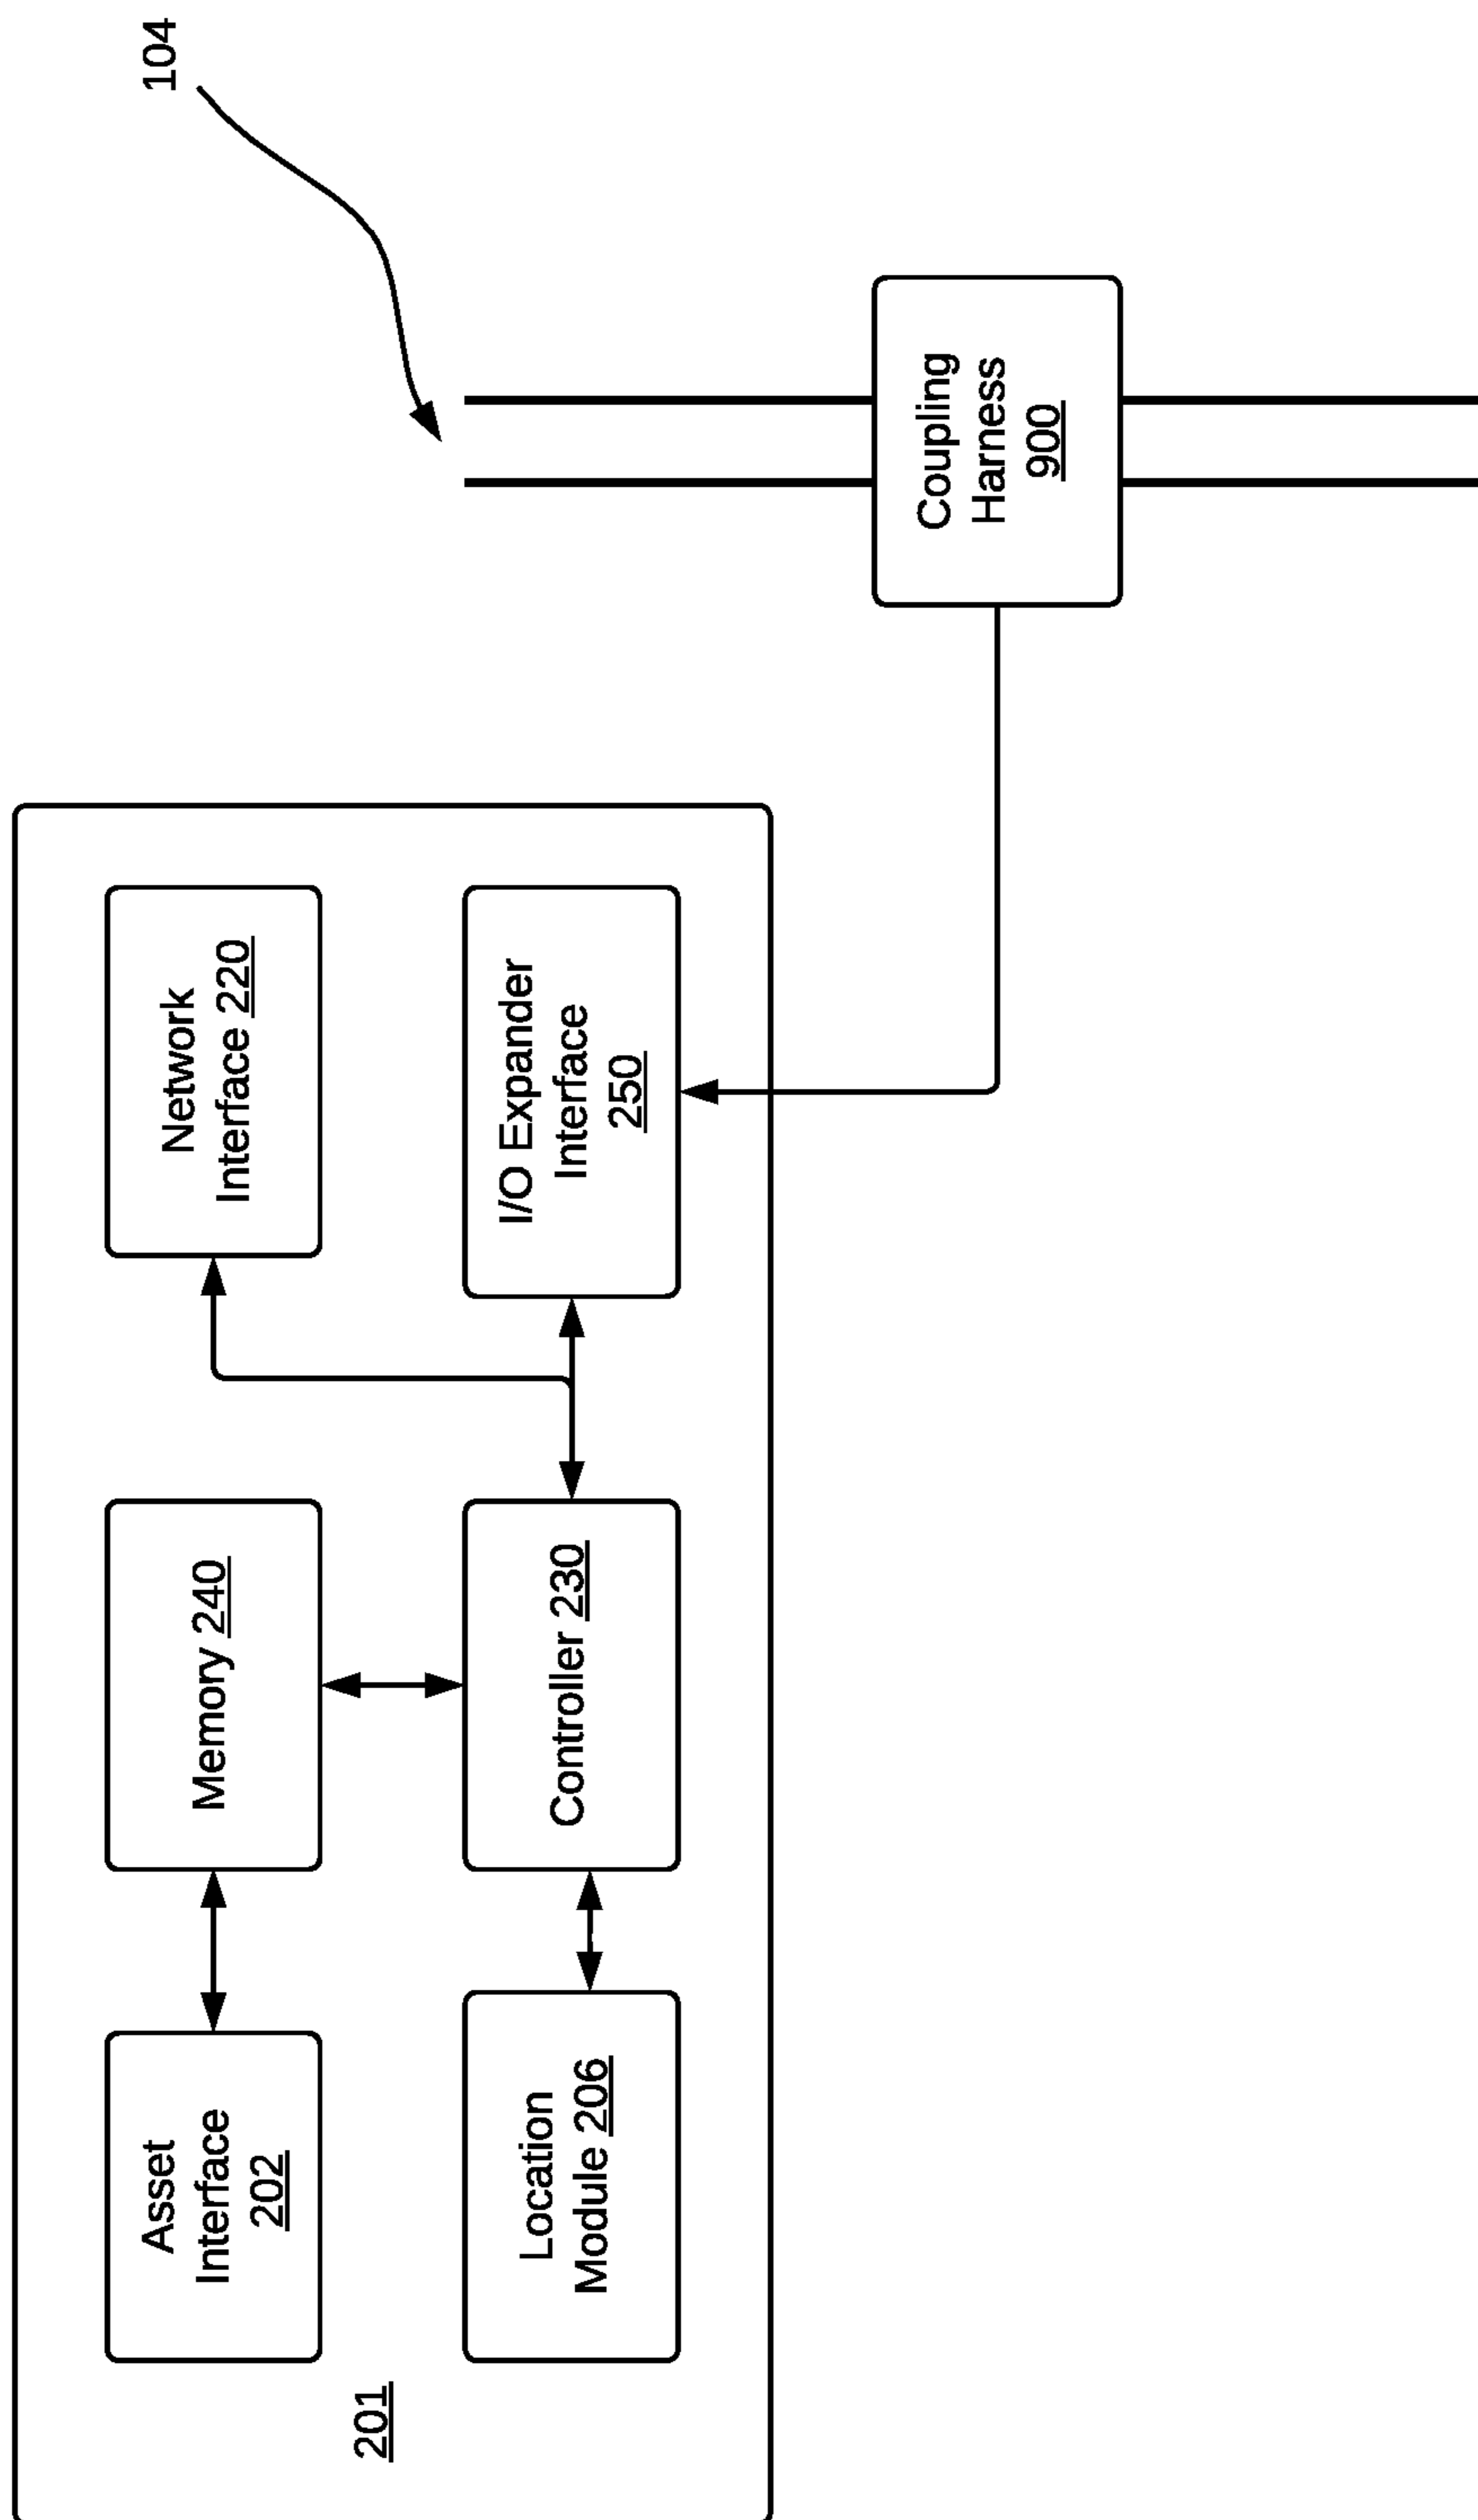 201
Asset
Interface
202
Memory 240
Network
Interface 220
Location
Module 206
Controller 230
I/O Expander
Interface
250
Coupling
Harness
900
104